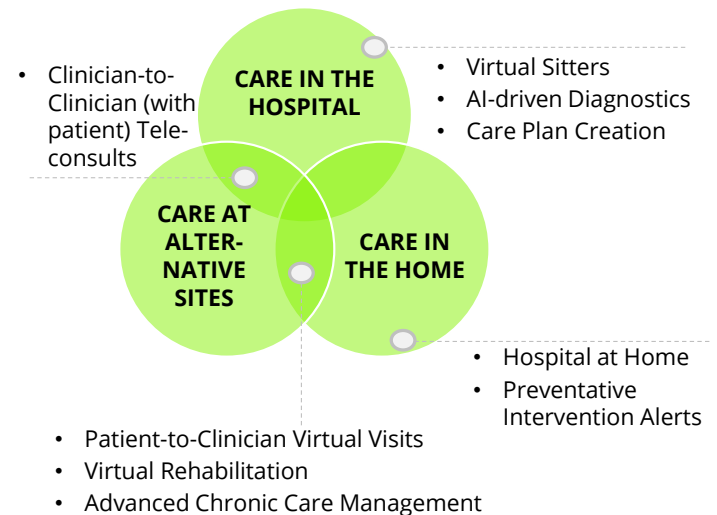 • Clinician-to-
Clinician (with
patient) Tele-
consults
CARE IN THE
HOSPITAL
• Virtual Sitters
• AI-driven Diagnostics
• Care Plan Creation
CARE AT
ALTER-
NATIVE
SITES
CARE IN
THE HOME
• Hospital at Home
• Preventative
Intervention Alerts
• Patient-to-Clinician Virtual Visits
• Virtual Rehabilitation
• Advanced Chronic Care Management